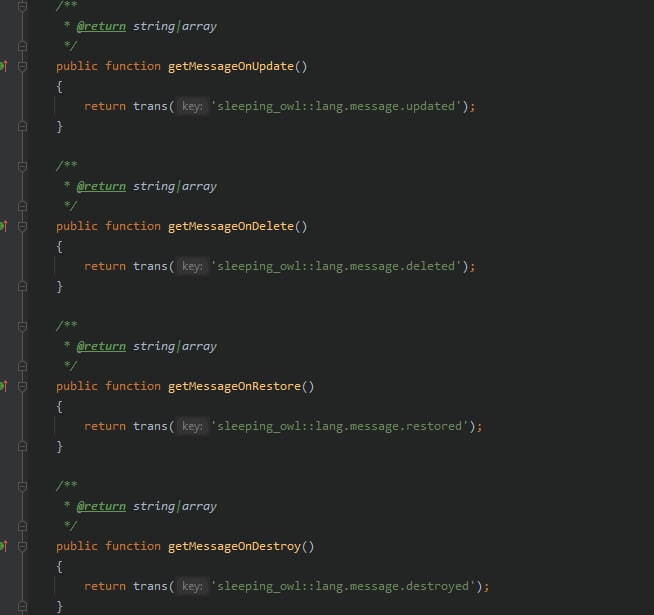 /**
 * @return string|array
 */
public function getMessageOnUpdate()
{
    return trans( key: 'sleeping_owl::lang.message.updated');
}

/**
 * @return string|array
 */
public function getMessageOnDelete()
{
    return trans( key: 'sleeping_owl::lang.message.deleted');
}

/**
 * @return string|array
 */
public function getMessageOnRestore()
{
    return trans( key: 'sleeping_owl::lang.message.restored');
}

/**
 * @return string|array
 */
public function getMessageOnDestroy()
{
    return trans( key: 'sleeping_owl::lang.message.destroyed');
}